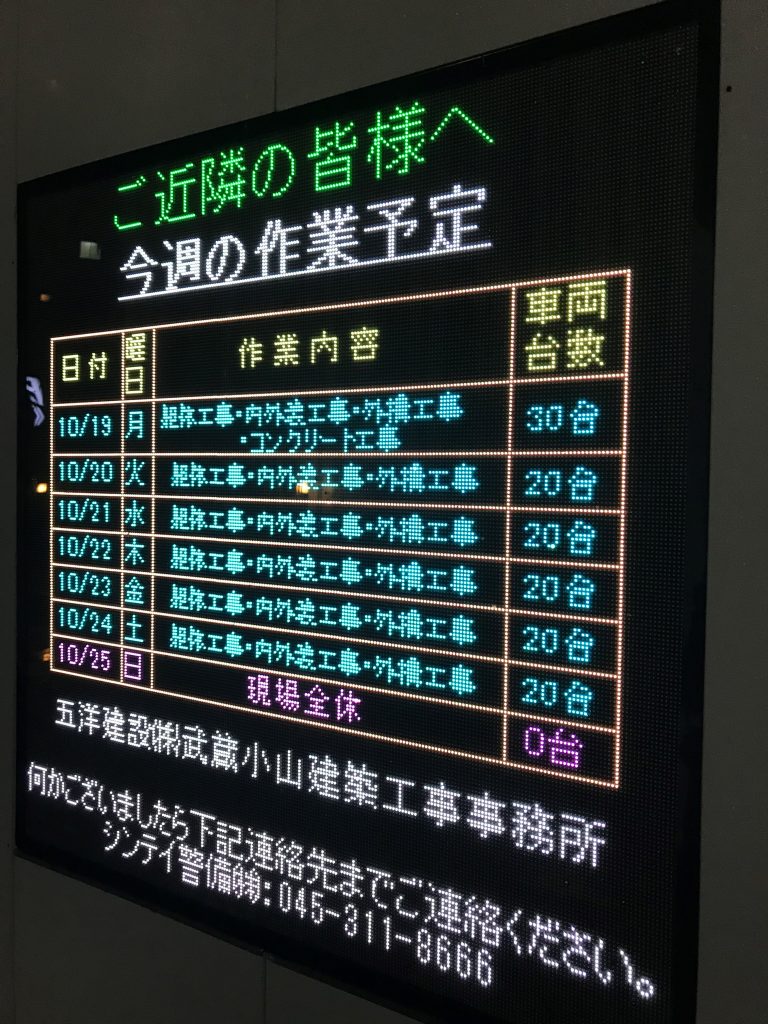 ご近隣の皆様へ
今週の作業予定
日付 曜日 作業内容 車両台数
10/19 月 躯体工事・内外装工事・外構工事・コンクリート工事 30台
10/20 火 躯体工事・内外装工事・外構工事 20台
10/21 水 躯体工事・内外装工事・外構工事 20台
10/22 木 躯体工事・内外装工事・外構工事 20台
10/23 金 躯体工事・内外装工事・外構工事 20台
10/24 土 躯体工事・内外装工事・外構工事 20台
10/25 日 現場全休 0台
五洋建設㈱武蔵小山建築工事事務所
何かございましたら下記連絡先までご連絡ください。
シンテイ警備㈱:045-311-8666